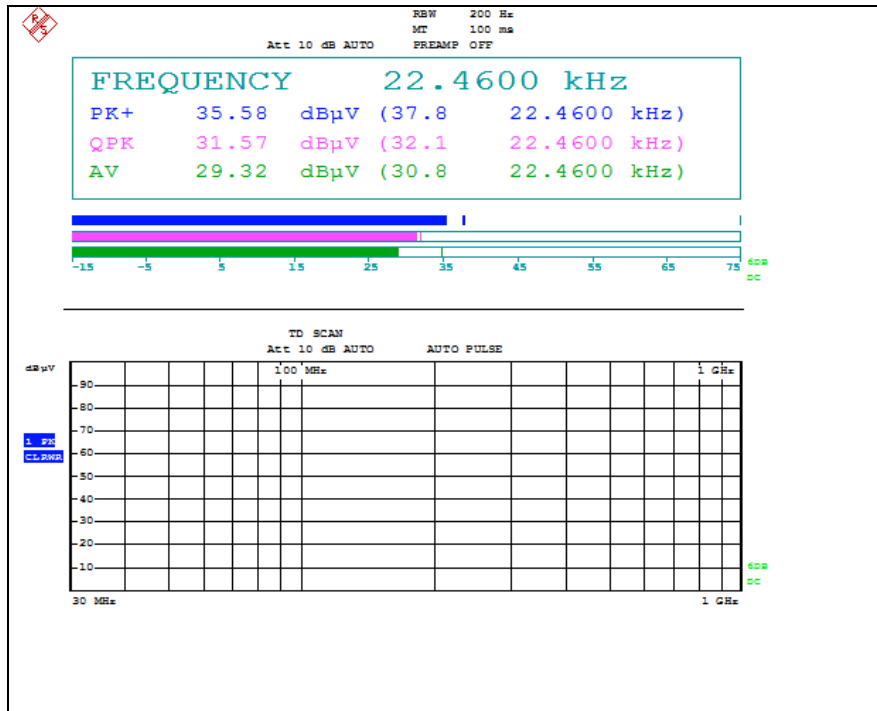 R S
RBW 200 Hz
MT 100 ms
Att 10 dB AUTO PREAMP OFF
FREQUENCY 22.4600 kHz
PK+ 35.58 dBµV (37.8 22.4600 kHz)
QPK 31.57 dBµV (32.1 22.4600 kHz)
AV 29.32 dBµV (30.8 22.4600 kHz)
-15 -5 5 15 25 35 45 55 65 75
6DB
DC
TD SCAN
Att 10 dB AUTO AUTO PULSE
dBµV
100 MHz 1 GHz
90
80
70
1 PK
CLRWR
60
50
40
30
20
10
6DB
DC
30 MHz 1 GHz